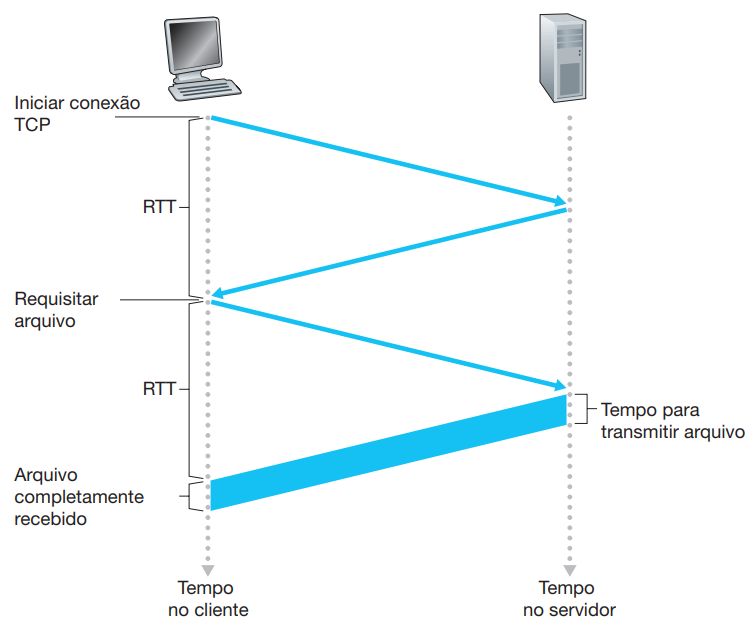 Iniciar conexão
TCP
RTT
Requisitar
arquivo
RTT
Tempo para
transmitir arquivo
Arquivo
completamente
recebido
Tempo
no cliente
Tempo
no servidor